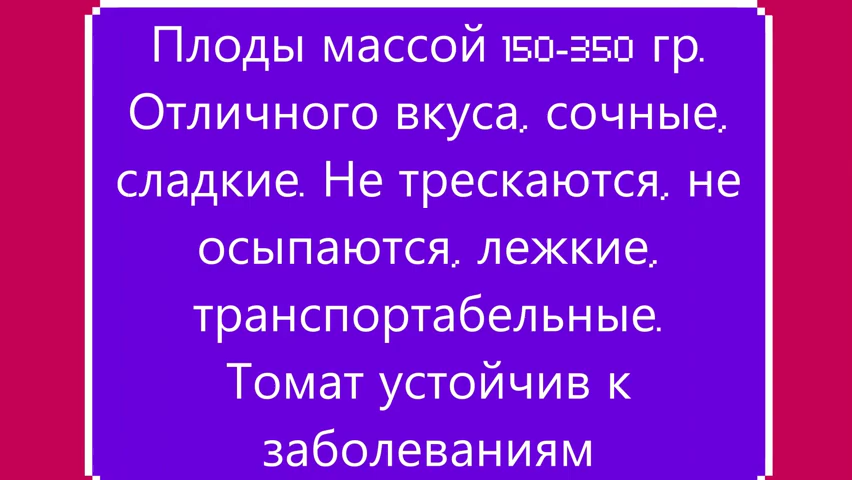 Плоды массой 150-350 гр.
Отличного вкуса, сочные,
сладкие. Не трескаются, не
осыпаются, лежкие,
транспортабельные.
Томат устойчив к
заболеваниям